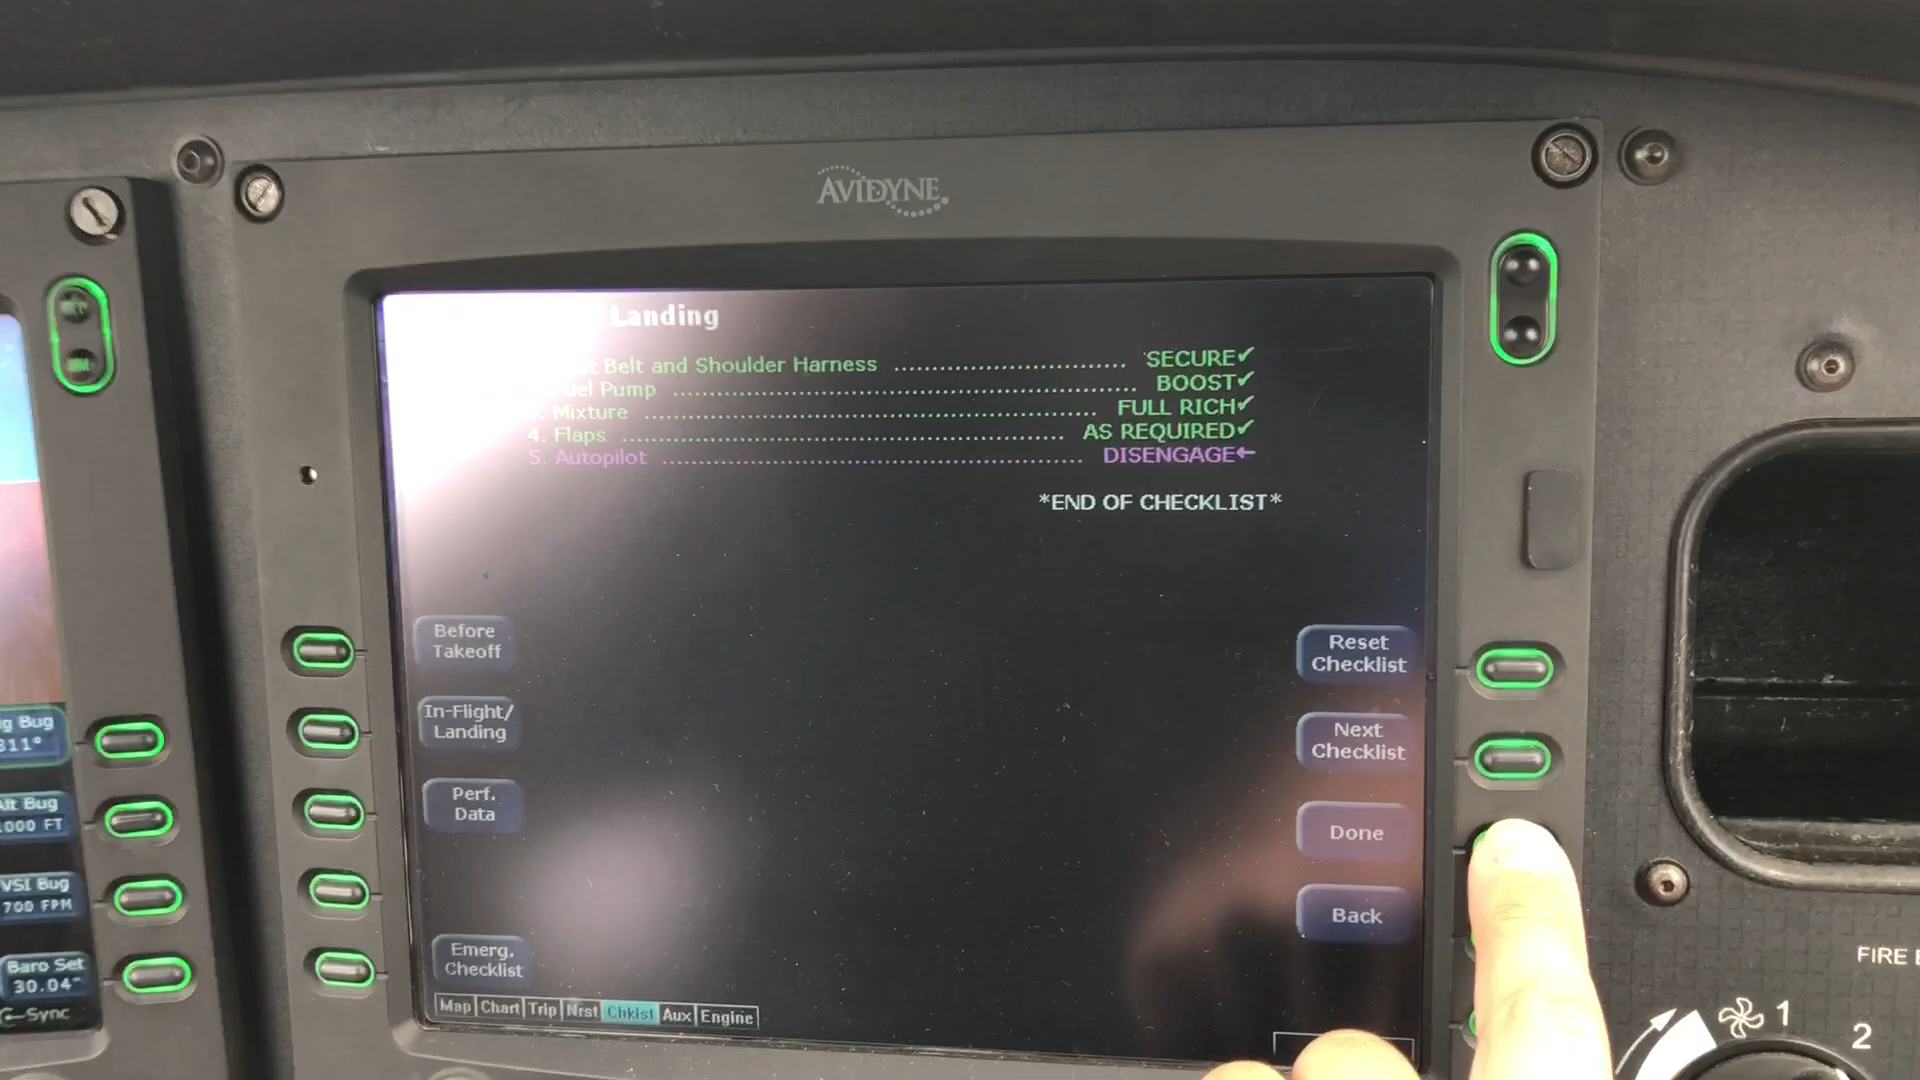 AVIDYNE
Landing
Belt and Shoulder Harness SECURE✔
Pump BOOST✔
Mixture FULL RICH✔
4. Flaps AS REQUIRED✔
5. Autopilot DISENGAGE←
*END OF CHECKLIST*
Before
Takeoff
In-Flight/
Landing
Perf.
Data
Emerg.
Checklist
Reset
Checklist
Next
Checklist
Done
Back
Map Chart Trip Nrst Chklst Aux Engine
Bug
311°
Alt Bug
1000 FT
VSI Bug
700 FPM
Baro Set
30.04"
Sync
FIRE
1
2